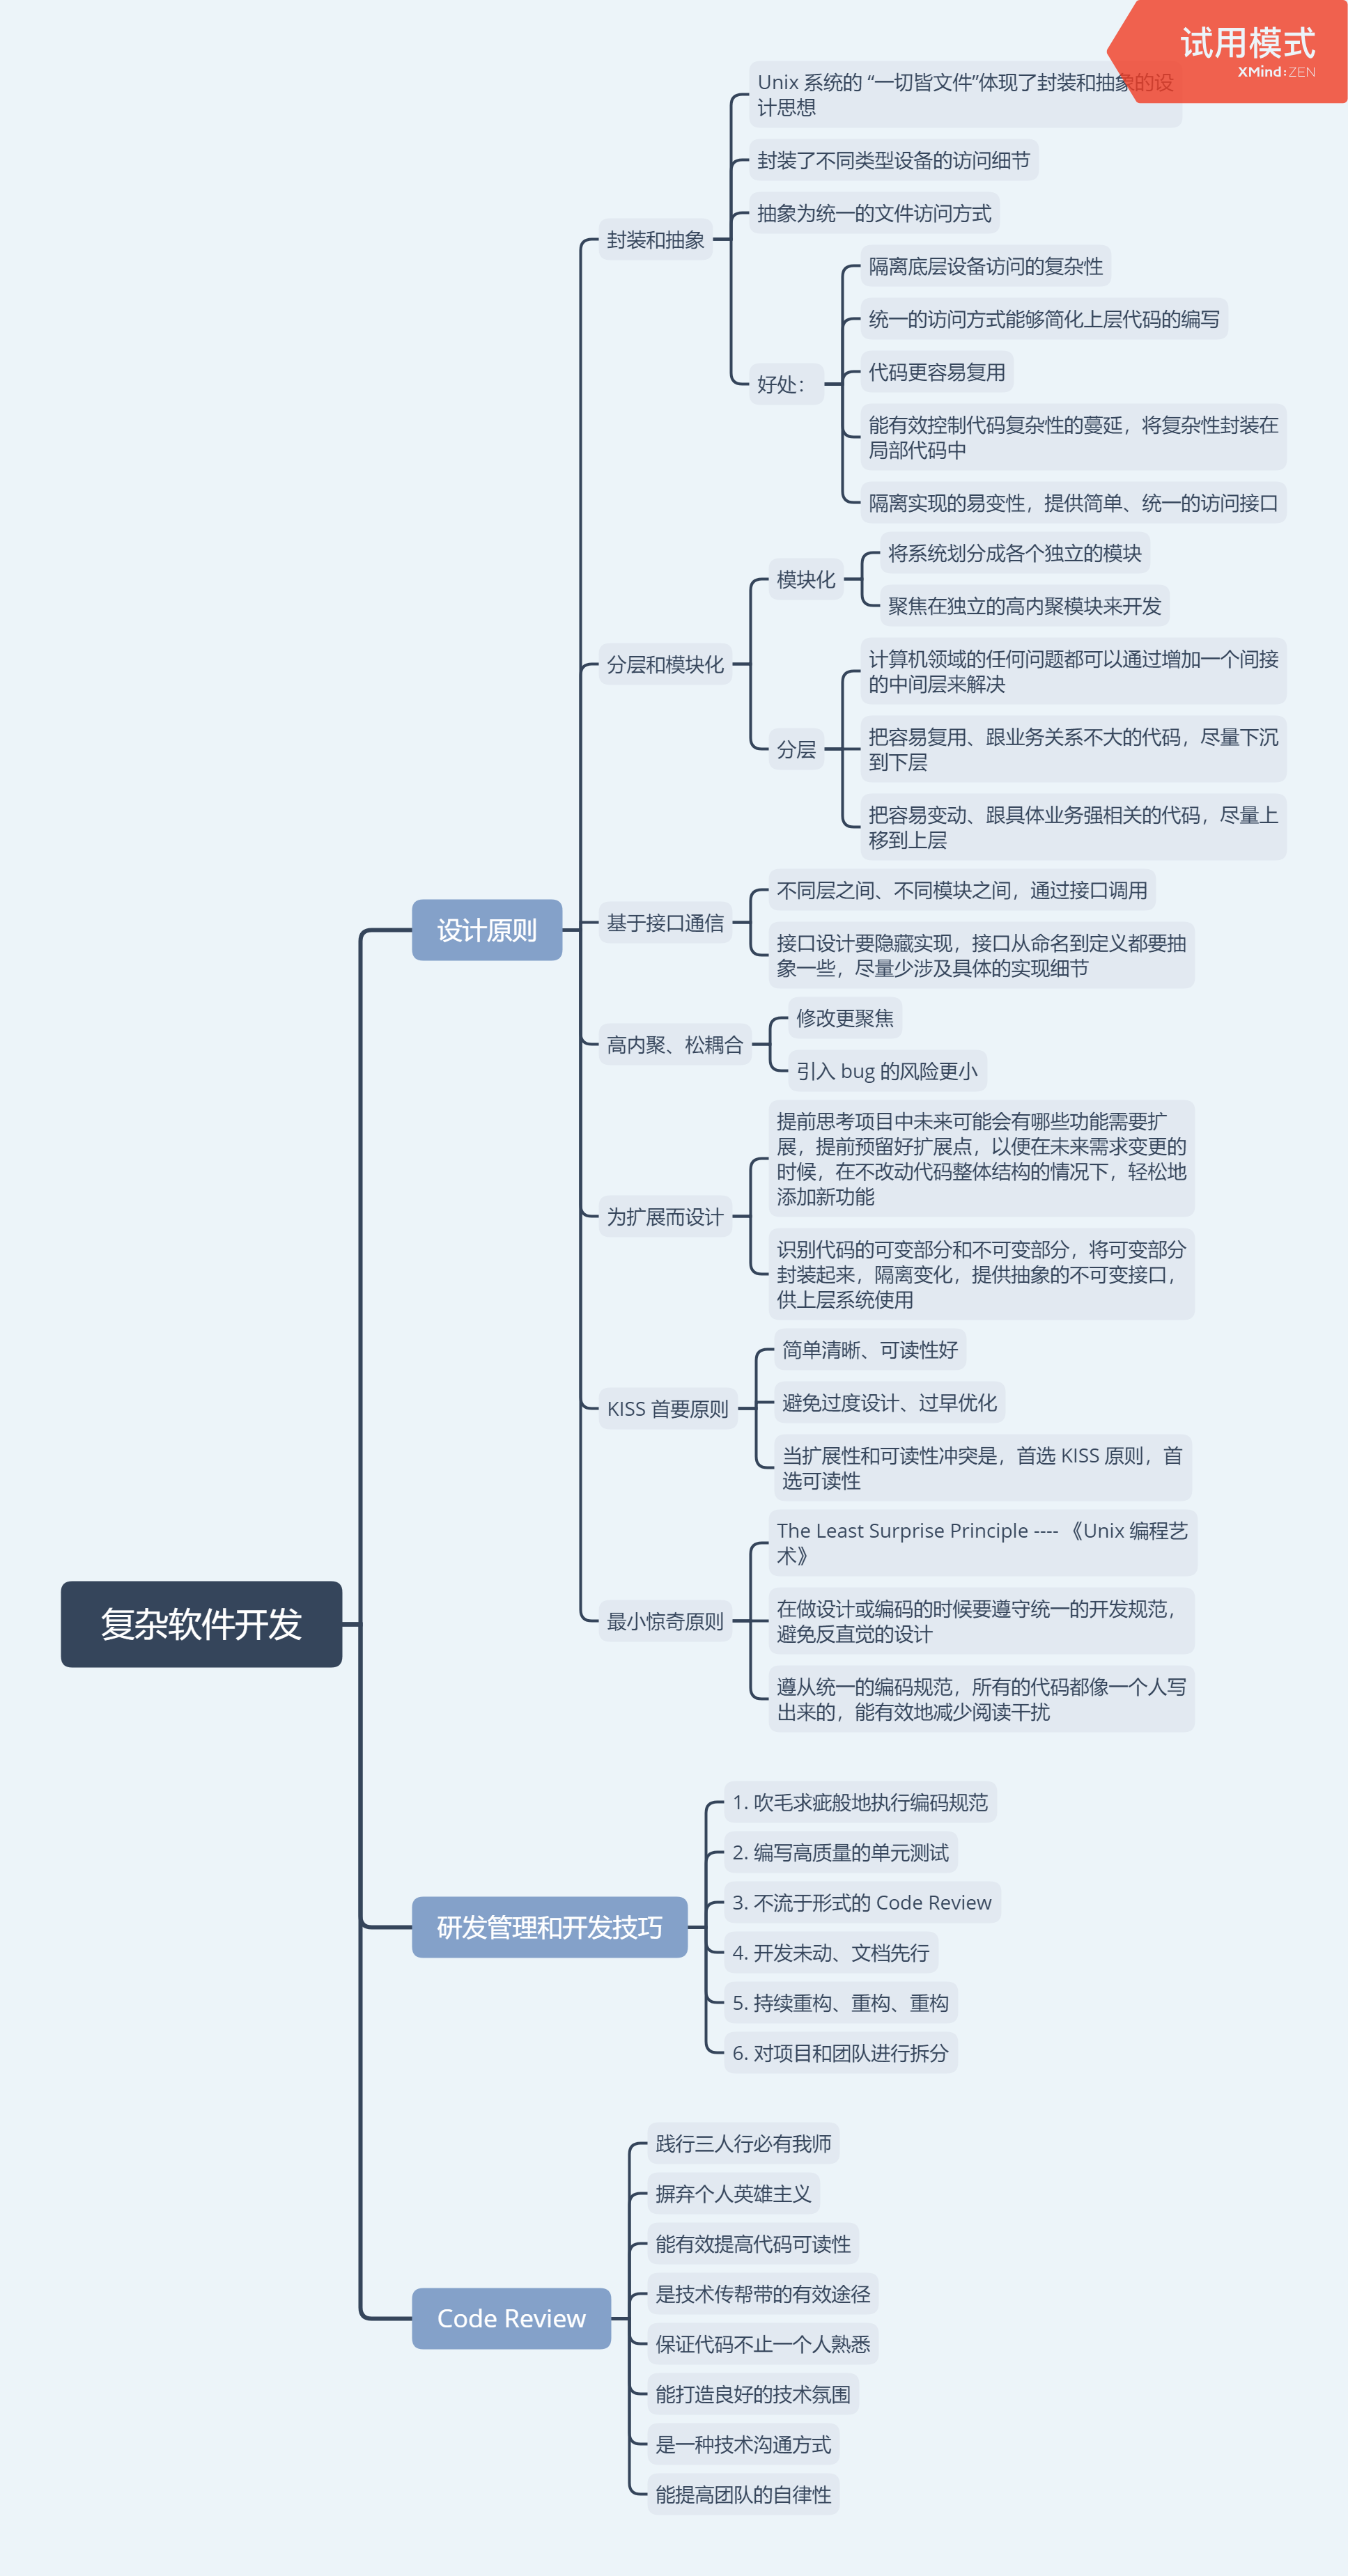 试用模式
XMind:ZEN
Unix 系统的 “一切皆文件”体现了封装和抽象的设
计思想
封装了不同类型设备的访问细节
抽象为统一的文件访问方式
封装和抽象
隔离底层设备访问的复杂性
统一的访问方式能够简化上层代码的编写
好处：
代码更容易复用
能有效控制代码复杂性的蔓延，将复杂性封装在
局部代码中
隔离实现的易变性，提供简单、统一的访问接口
模块化
将系统划分成各个独立的模块
聚焦在独立的高内聚模块来开发
分层和模块化
计算机领域的任何问题都可以通过增加一个间接
的中间层来解决
分层
把容易复用、跟业务关系不大的代码，尽量下沉
到下层
把容易变动、跟具体业务强相关的代码，尽量上
移到上层
设计原则
基于接口通信
不同层之间、不同模块之间，通过接口调用
接口设计要隐藏实现，接口从命名到定义都要抽
象一些，尽量少涉及具体的实现细节
高内聚、松耦合
修改更聚焦
引入 bug 的风险更小
为扩展而设计
提前思考项目中未来可能会有哪些功能需要扩
展，提前预留好扩展点，以便在未来需求变更的
时候，在不改动代码整体结构的情况下，轻松地
添加新功能
识别代码的可变部分和不可变部分，将可变部分
封装起来，隔离变化，提供抽象的不可变接口，
供上层系统使用
KISS 首要原则
简单清晰、可读性好
避免过度设计、过早优化
当扩展性和可读性冲突是，首选 KISS 原则，首
选可读性
最小惊奇原则
The Least Surprise Principle ---- 《Unix 编程艺
术》
在做设计或编码的时候要遵守统一的开发规范，
避免反直觉的设计
遵从统一的编码规范，所有的代码都像一个人写
出来的，能有效地减少阅读干扰
复杂软件开发
研发管理和开发技巧
1. 吹毛求疵般地执行编码规范
2. 编写高质量的单元测试
3. 不流于形式的 Code Review
4. 开发未动、文档先行
5. 持续重构、重构、重构
6. 对项目和团队进行拆分
Code Review
践行三人行必有我师
摒弃个人英雄主义
能有效提高代码可读性
是技术传帮带的有效途径
保证代码不止一个人熟悉
能打造良好的技术氛围
是一种技术沟通方式
能提高团队的自律性